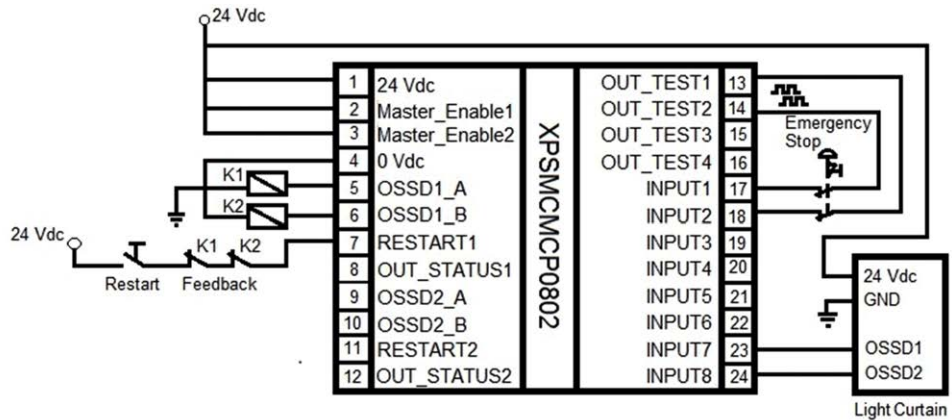 24 Vdc
1 24 Vdc
2 Master_Enable1
3 Master_Enable2
4 0 Vdc
5 OSSD1_A
6 OSSD1_B
7 RESTART1
8 OUT_STATUS1
9 OSSD2_A
10 OSSD2_B
11 RESTART2
12 OUT_STATUS2
K1
K2
24 Vdc
K1 K2
Restart Feedback
XPSMCMCP0802
OUT_TEST1 13
OUT_TEST2 14
OUT_TEST3 15
OUT_TEST4 16
INPUT1 17
INPUT2 18
INPUT3 19
INPUT4 20
INPUT5 21
INPUT6 22
INPUT7 23
INPUT8 24
Emergency
Stop
24 Vdc
GND
OSSD1
OSSD2
Light Curtain